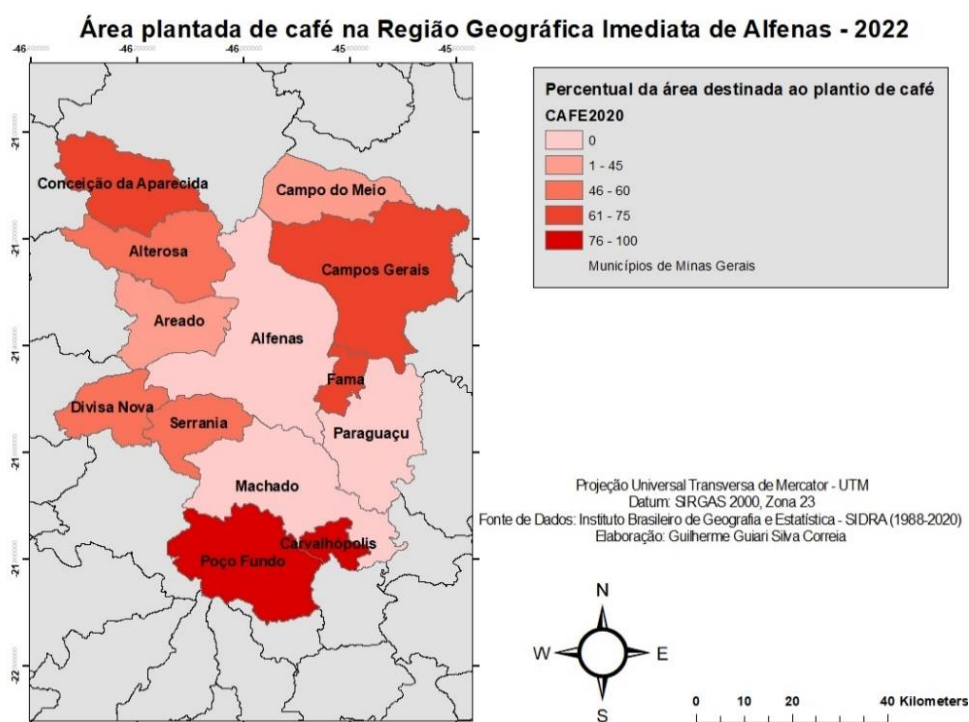 Área plantada de café na Região Geográfica Imediata de Alfenas - 2022
Percentual da área destinada ao plantio de café
CAFE2020
0
1 - 45
46 - 60
61 - 75
76 - 100
Municípios de Minas Gerais
Conceição da Aparecida
Campo do Meio
Alterosa
Campos Gerais
Areado
Alfenas
Fama
Divisa Nova
Serrania
Paraguaçu
Machado
Carvalhópolis
Poço Fundo
Projeção Universal Transversa de Mercator - UTM
Datum: SIRGAS 2000, Zona 23
Fonte de Dados: Instituto Brasileiro de Geografia e Estatística - SIDRA (1988-2020)
Elaboração: Guilherme Guiari Silva Correia
N
W
E
S
0 10 20 40 Kilometers